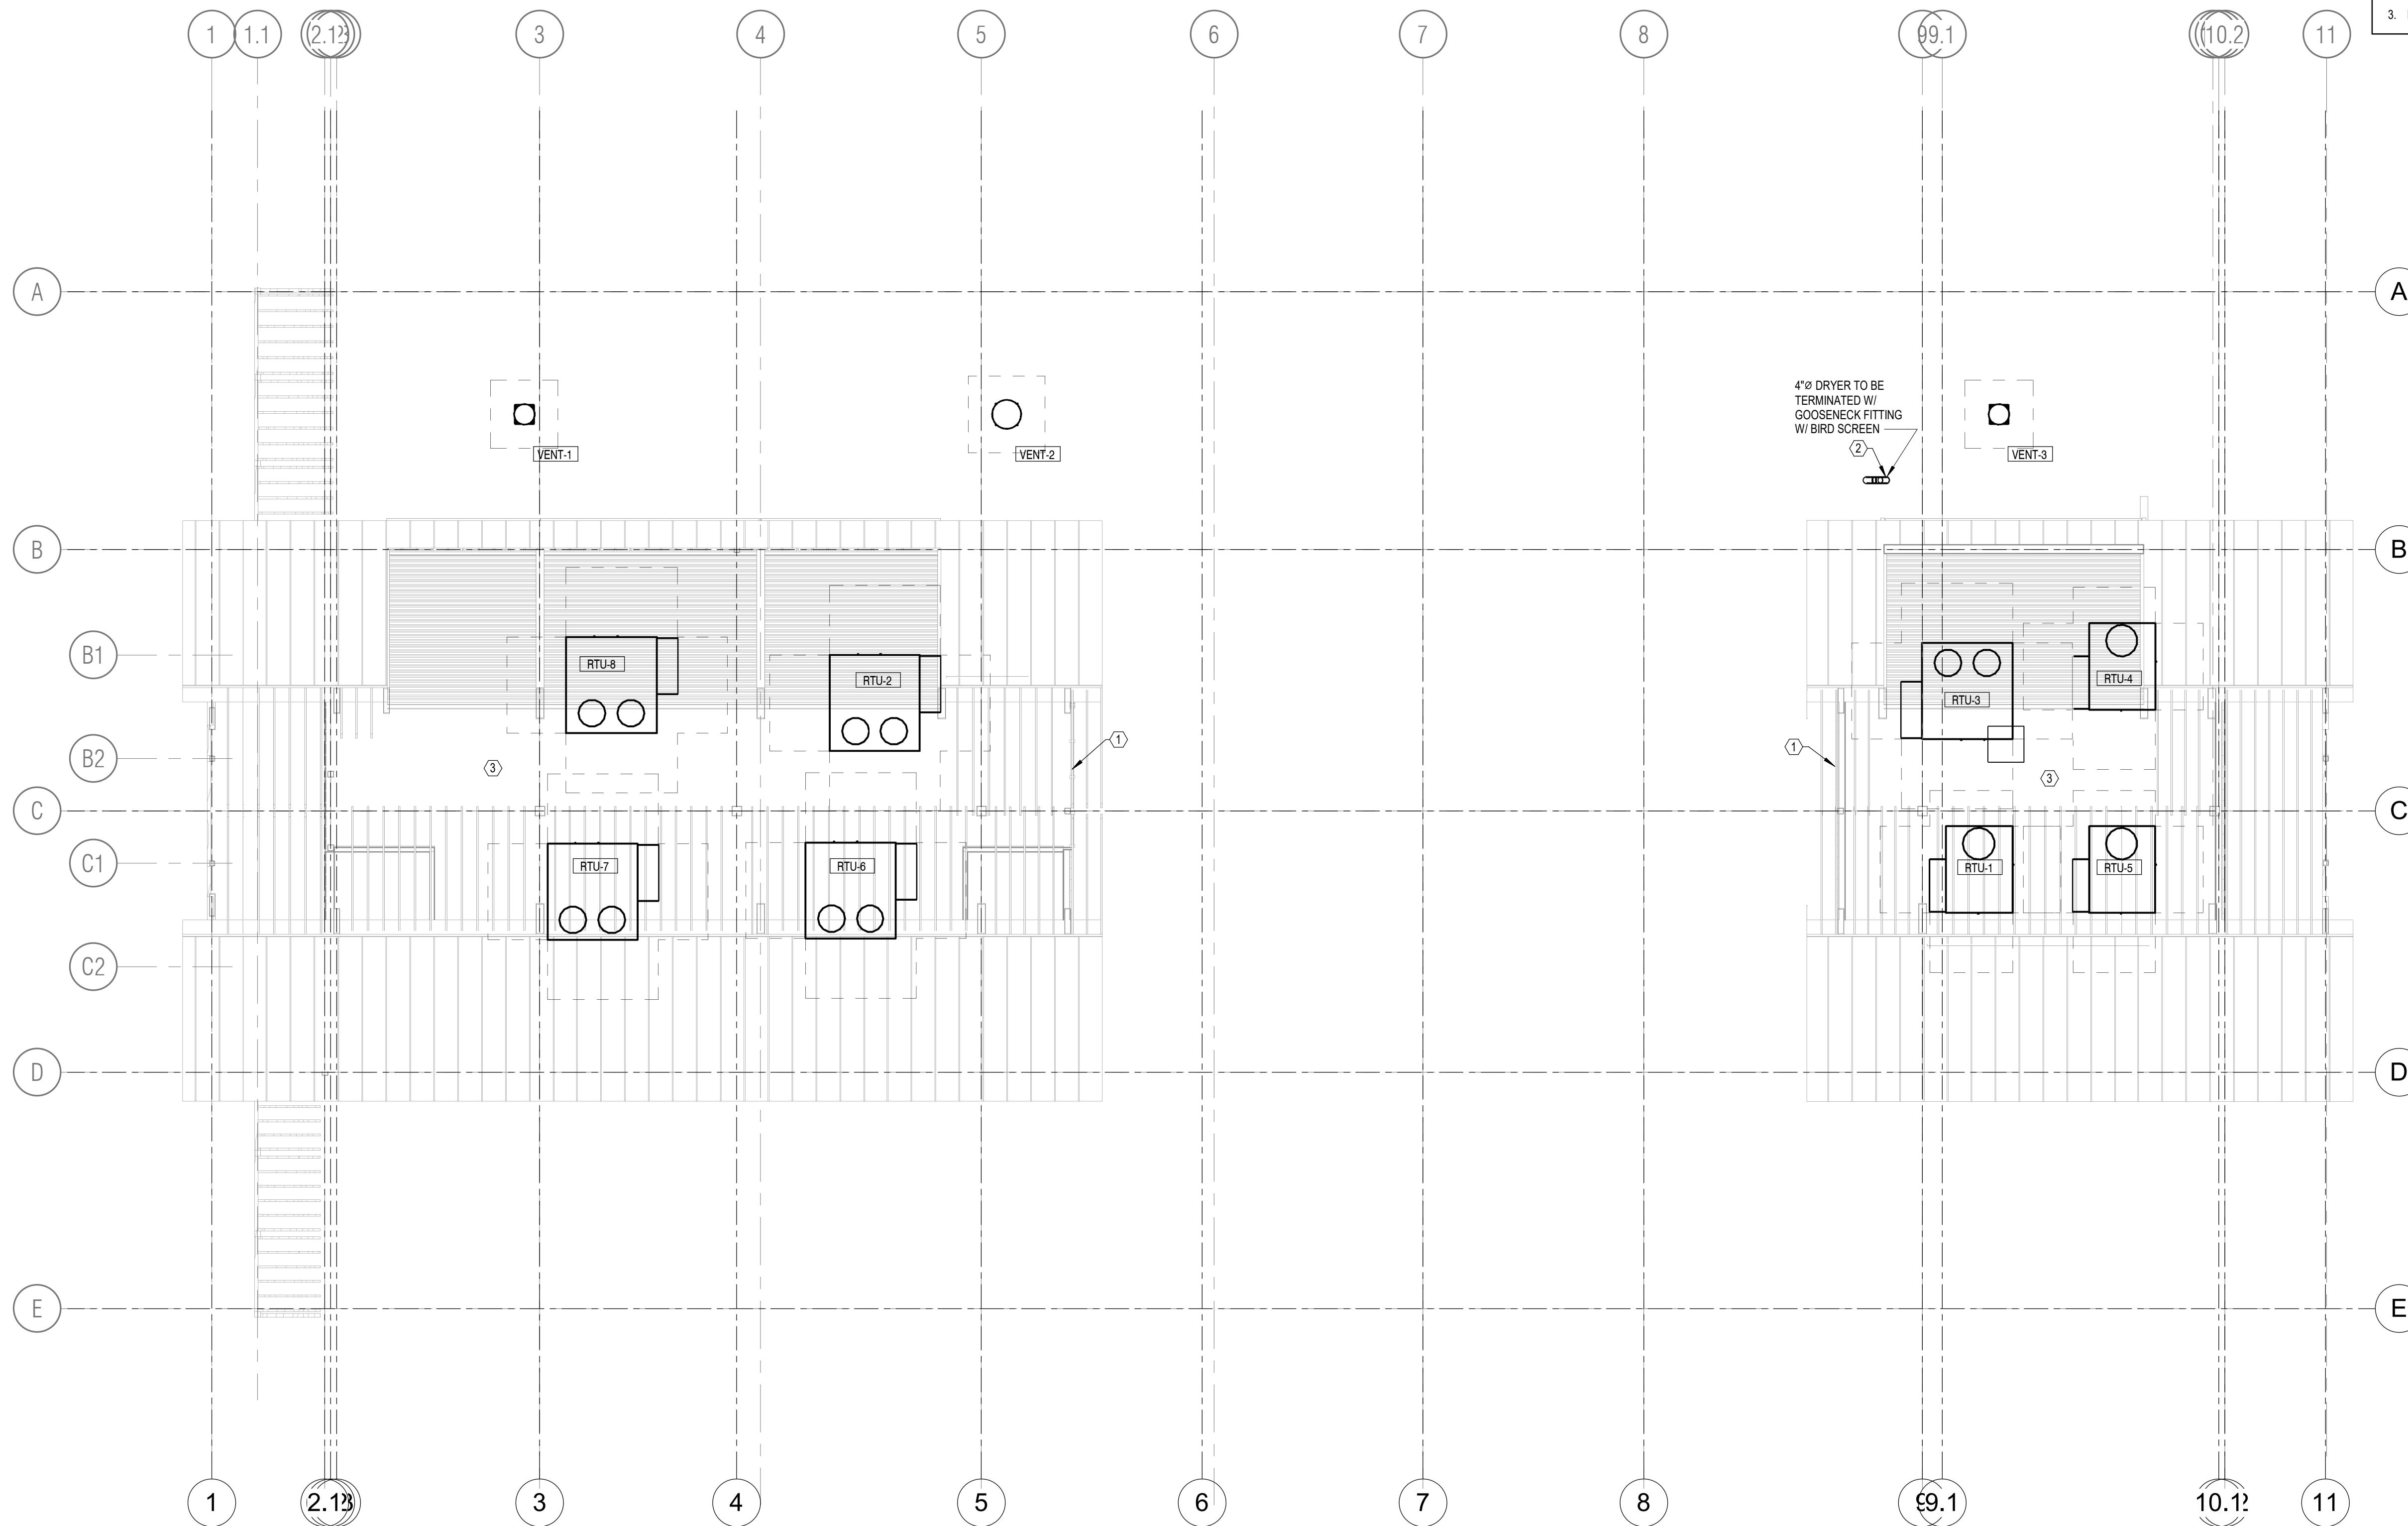 3.
1
1.1
3
4
5
6
7
8
9.1
10.2
11
A
A
4"Ø DRYER TO BE
TERMINATED W/
GOOSENECK FITTING
W/ BIRD SCREEN
2
VENT-1
VENT-2
VENT-3
B
B
B1
RTU-8
RTU-2
RTU-3
RTU-4
1
1
B2
3
3
C
C
C1
RTU-7
RTU-6
RTU-1
RTU-5
C2
D
D
E
E
1
3
4
5
6
7
8
9.1
11